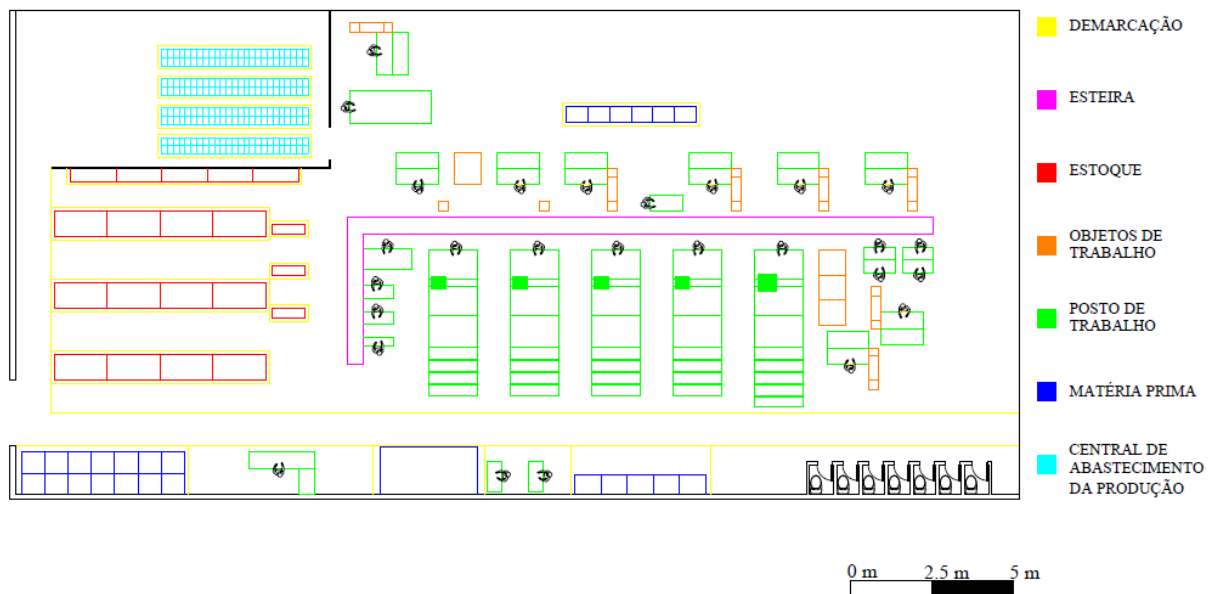 DEMARCAÇÃO
ESTEIRA
ESTOQUE
OBJETOS DE
TRABALHO
POSTO DE
TRABALHO
MATÉRIA PRIMA
CENTRAL DE
ABASTECIMENTO
DA PRODUÇÃO
0 m 2.5 m 5 m